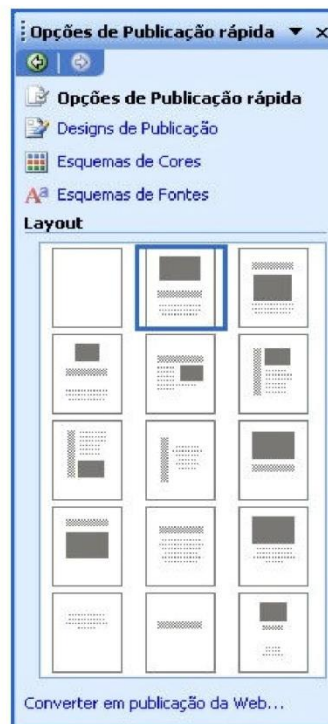 Opções de Publicação rápida
Opções de Publicação rápida
Designs de Publicação
Esquemas de Cores
Aª Esquemas de Fontes
Layout
Converter em publicação da Web...